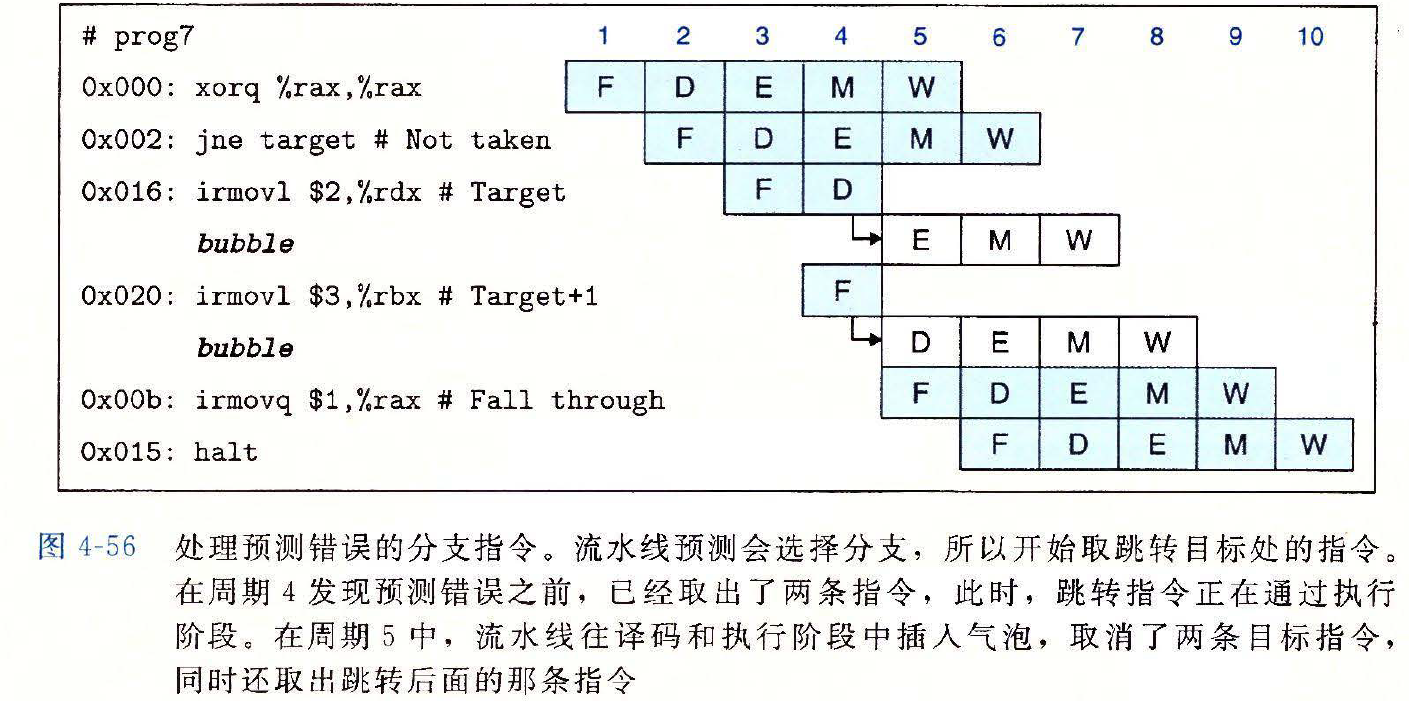 # prog7 1 2 3 4 5 6 7 8 9 10
0x000: xorq %rax,%rax F D E M W
0x002: jne target # Not taken F D E M W
0x016: irmovl $2,%rdx # Target F D
bubble E M W
0x020: irmovl $3,%rbx # Target+1 F
bubble D E M W
0x00b: irmovq $1,%rax # Fall through F D E M W
0x015: halt F D E M W
图 4-56 处理预测错误的分支指令。流水线预测会选择分支，所以开始取跳转目标处的指令。
在周期 4 发现预测错误之前，已经取出了两条指令，此时，跳转指令正在通过执行
阶段。在周期 5 中，流水线往译码和执行阶段中插入气泡，取消了两条目标指令，
同时还取出跳转后面的那条指令